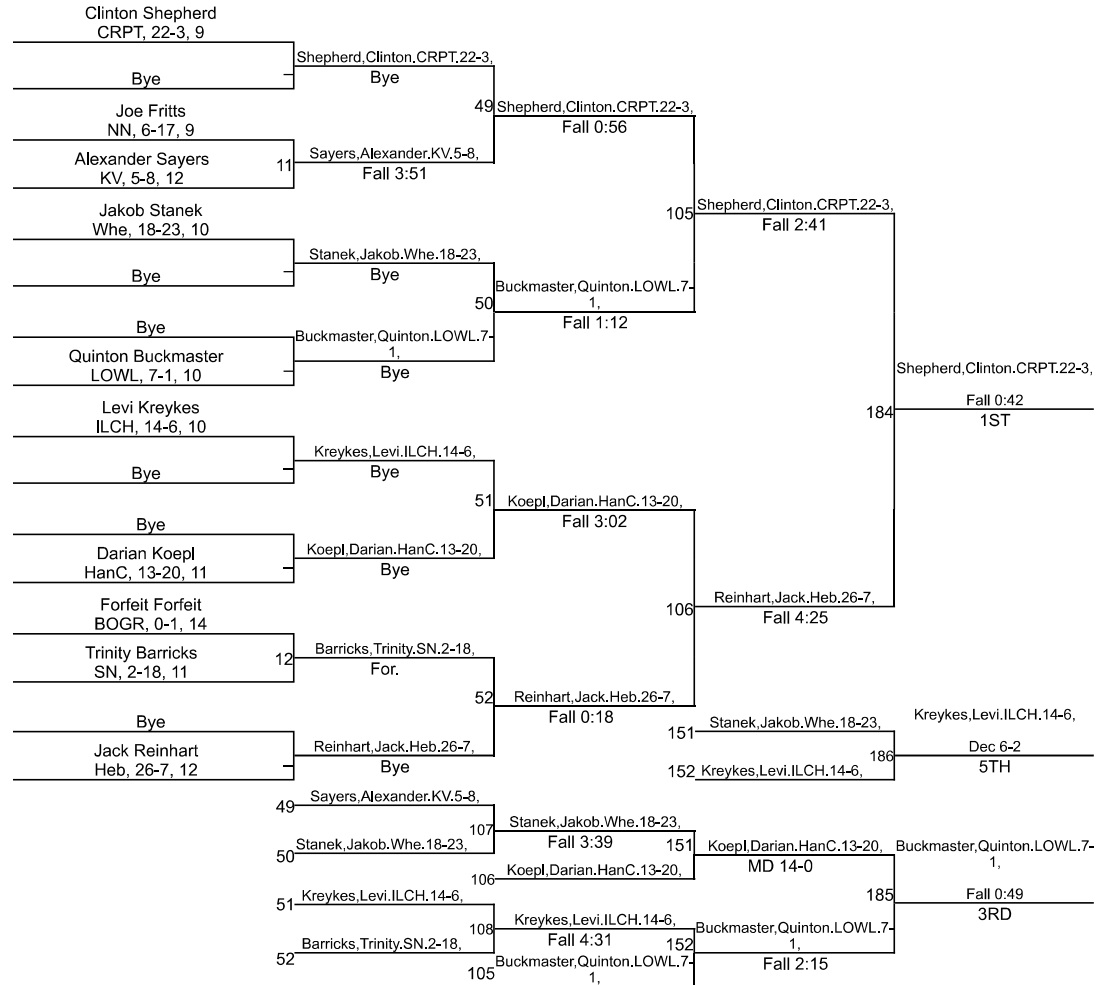 Clinton Shepherd
CRPT, 22-3, 9
Shepherd,Clinton.CRPT.22-3,
Bye
Bye
49
Shepherd,Clinton.CRPT.22-3,
Fall 0:56
Joe Fritts
NN, 6-17, 9
Alexander Sayers
KV, 5-8, 12
11
Sayers,Alexander.KV.5-8,
Fall 3:51
105
Shepherd,Clinton.CRPT.22-3,
Fall 2:41
Jakob Stanek
Whe, 18-23, 10
Stanek,Jakob.Whe.18-23,
Bye
Bye
50
Buckmaster,Quinton.LOWL.7-
1,
Fall 1:12
Bye
Buckmaster,Quinton.LOWL.7-
1,
Bye
Quinton Buckmaster
LOWL, 7-1, 10
Shepherd,Clinton.CRPT.22-3,
184
Fall 0:42
1ST
Levi Kreykes
ILCH, 14-6, 10
Kreykes,Levi.ILCH.14-6,
Bye
Bye
51
Koepl,Darian.HanC.13-20,
Fall 3:02
Bye
Darian Koepl
HanC, 13-20, 11
Koepl,Darian.HanC.13-20,
Bye
106
Reinhart,Jack.Heb.26-7,
Fall 4:25
Forfeit Forfeit
BOGR, 0-1, 14
Trinity Barricks
SN, 2-18, 11
12
Barricks,Trinity.SN.2-18,
For.
52
Reinhart,Jack.Heb.26-7,
Fall 0:18
Bye
Jack Reinhart
Heb, 26-7, 12
Reinhart,Jack.Heb.26-7,
Bye
151
Stanek,Jakob.Whe.18-23,
152
Kreykes,Levi.ILCH.14-6,
186
Kreykes,Levi.ILCH.14-6,
Dec 6-2
5TH
49
Sayers,Alexander.KV.5-8,
50
Stanek,Jakob.Whe.18-23,
107
Stanek,Jakob.Whe.18-23,
Fall 3:39
106
Koepl,Darian.HanC.13-20,
151
Koepl,Darian.HanC.13-20,
MD 14-0
51
Kreykes,Levi.ILCH.14-6,
52
Barricks,Trinity.SN.2-18,
108
Kreykes,Levi.ILCH.14-6,
Fall 4:31
105
Buckmaster,Quinton.LOWL.7-
1,
152
Buckmaster,Quinton.LOWL.7-
1,
Fall 2:15
185
Buckmaster,Quinton.LOWL.7-
1,
Fall 0:49
3RD